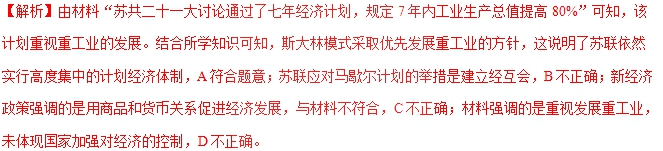 【解析】由材料“苏共二十一大讨论通过了七年经济计划，规定 7 年内工业生产总值提高 80%”可知，该
计划重视重工业的发展。结合所学知识可知，斯大林模式采取优先发展重工业的方针，这说明了苏联依然
实行高度集中的计划经济体制，A 符合题意；苏联应对马歇尔计划的举措是建立经互会，B 不正确；新经济
政策强调的是用商品和货币关系促进经济发展，与材料不符合，C 不正确；材料强调的是重视发展重工业，
未体现国家加强对经济的控制，D 不正确。